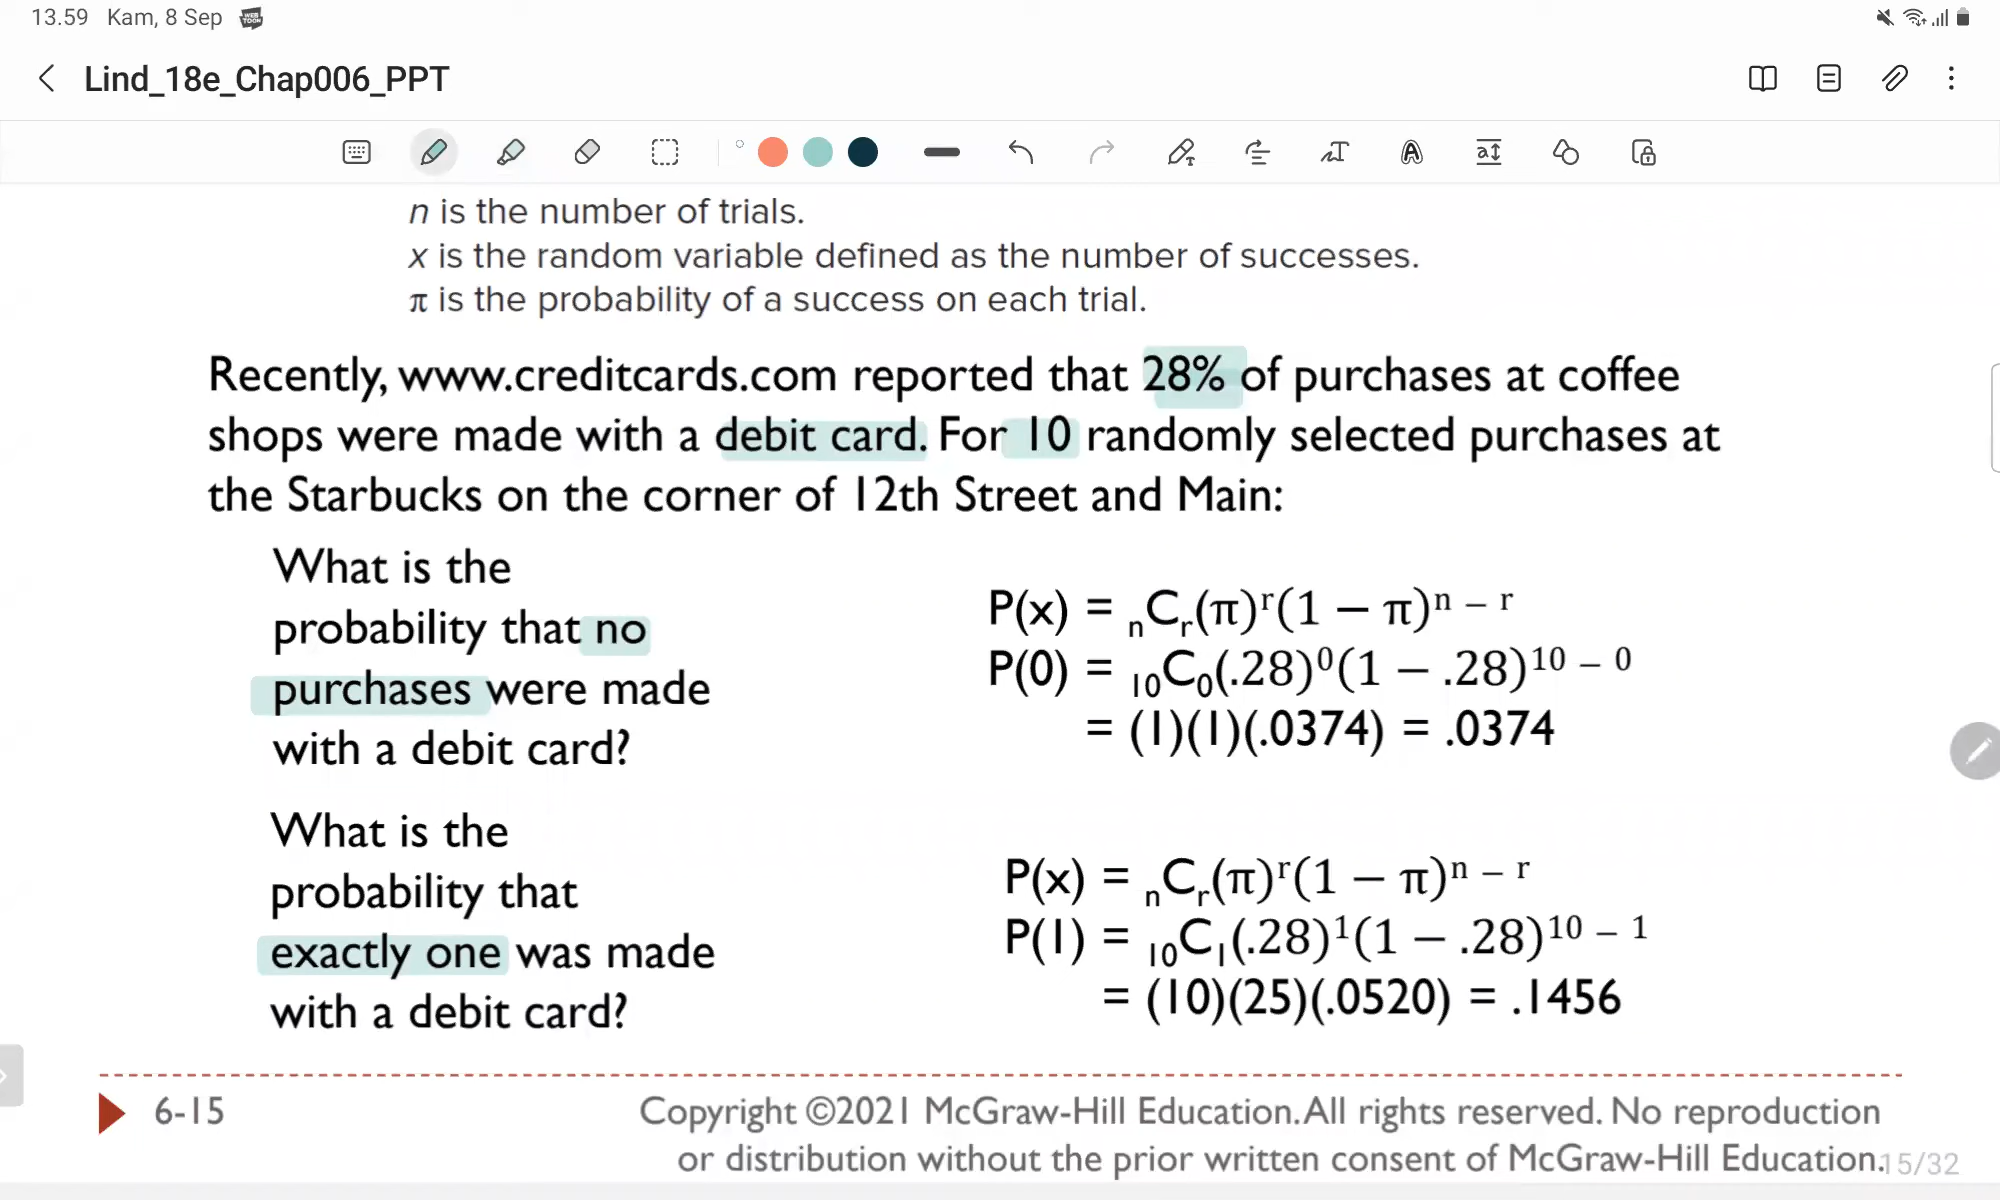 13.59 Kam, 8 Sep WEB TOON
Lind_18e_Chap006_PPT
n is the number of trials.
x is the random variable defined as the number of successes.
π is the probability of a success on each trial.
Recently, www.creditcards.com reported that 28% of purchases at coffee
shops were made with a debit card. For 10 randomly selected purchases at
the Starbucks on the corner of 12th Street and Main:
What is the
probability that no
purchases were made
with a debit card?
P(x) = ₙCᵣ(π)ʳ(1 − π)ⁿ ⁻ ʳ
P(0) = ₁₀C₀(.28)⁰(1 − .28)¹⁰ ⁻ ⁰
= (1)(1)(.0374) = .0374
What is the
probability that
exactly one was made
with a debit card?
P(x) = ₙCᵣ(π)ʳ(1 − π)ⁿ ⁻ ʳ
P(1) = ₁₀C₁(.28)¹(1 − .28)¹⁰ ⁻ ¹
= (10)(25)(.0520) = .1456
6-15
Copyright ©2021 McGraw-Hill Education. All rights reserved. No reproduction
or distribution without the prior written consent of McGraw-Hill Education.
15/32